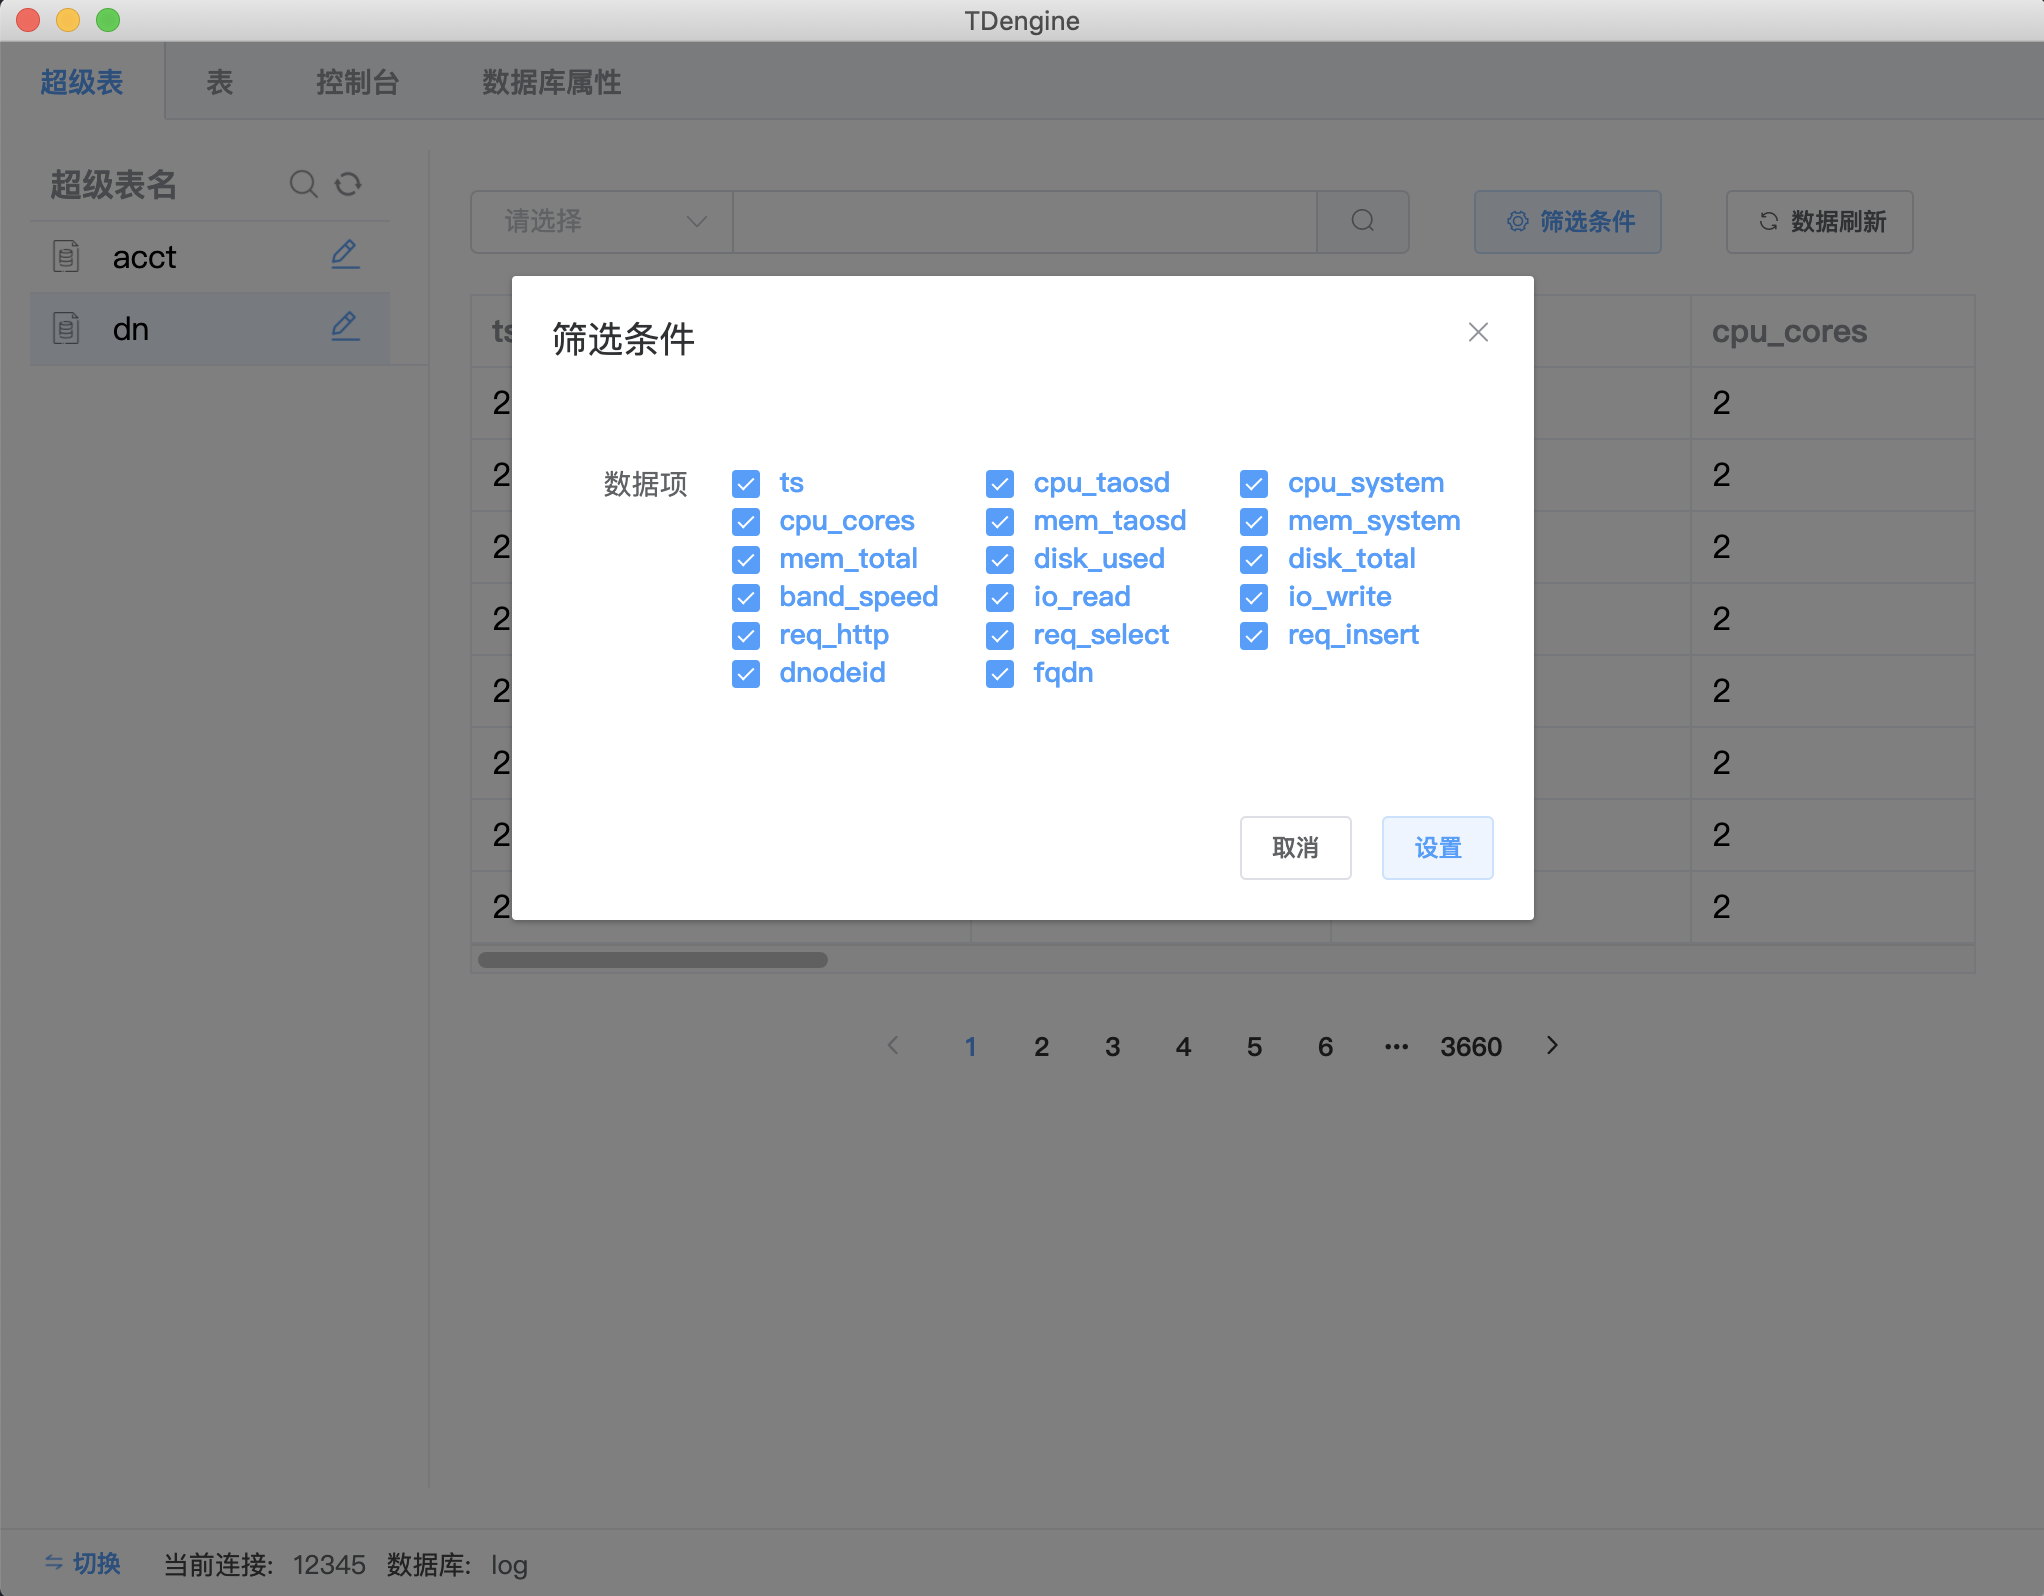 TDengine
超级表 表 控制台 数据库属性
超级表名
请选择 筛选条件 数据刷新
acct
dn
ts cpu_cores
筛选条件
数据项 ts cpu_taosd cpu_system
cpu_cores mem_taosd mem_system
mem_total disk_used disk_total
band_speed io_read io_write
req_http req_select req_insert
dnodeid fqdn
取消 设置
2 2
2 2
2 2
2 2
2 2
2 2
2 2
2 2
1 2 3 4 5 6 ••• 3660
切换 当前连接: 12345 数据库: log